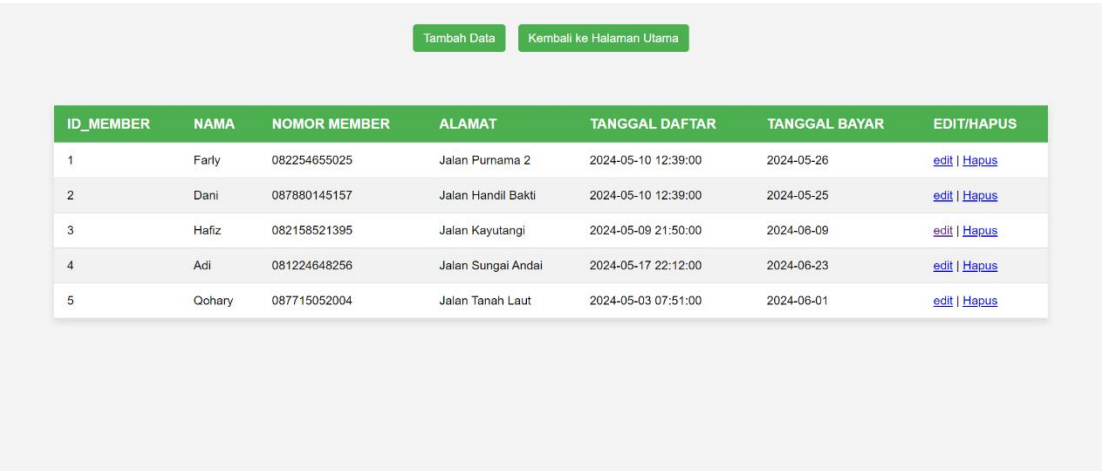 Tambah Data Kembali ke Halaman Utama
ID_MEMBER NAMA NOMOR MEMBER ALAMAT TANGGAL DAFTAR TANGGAL BAYAR EDIT/HAPUS
1 Farly 082254655025 Jalan Purnama 2 2024-05-10 12:39:00 2024-05-26 edit | Hapus
2 Dani 087880145157 Jalan Handil Bakti 2024-05-10 12:39:00 2024-05-25 edit | Hapus
3 Hafiz 082158521395 Jalan Kayutangi 2024-05-09 21:50:00 2024-06-09 edit | Hapus
4 Adi 081224648256 Jalan Sungai Andai 2024-05-17 22:12:00 2024-06-23 edit | Hapus
5 Qohary 087715052004 Jalan Tanah Laut 2024-05-03 07:51:00 2024-06-01 edit | Hapus